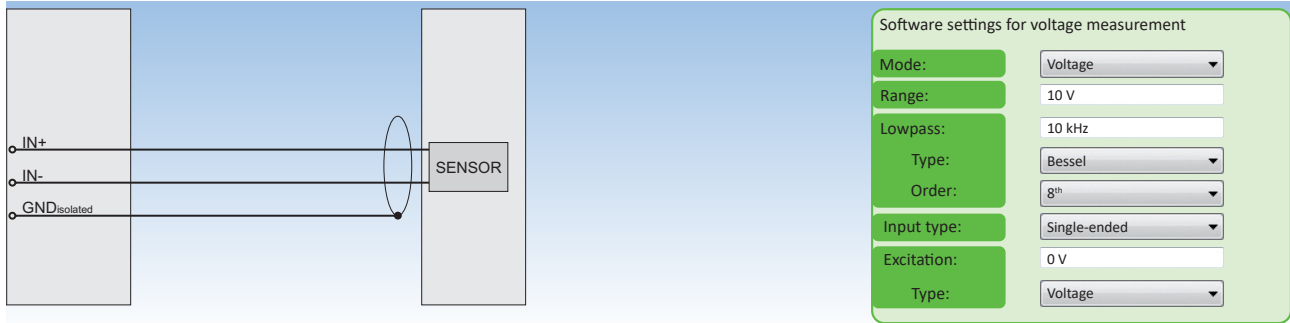 IN+
IN-
GNDisolated
SENSOR
Software settings for voltage measurement
Mode: Voltage
Range: 10 V
Lowpass: 10 kHz
Type: Bessel
Order: 8th
Input type: Single-ended
Excitation: 0 V
Type: Voltage